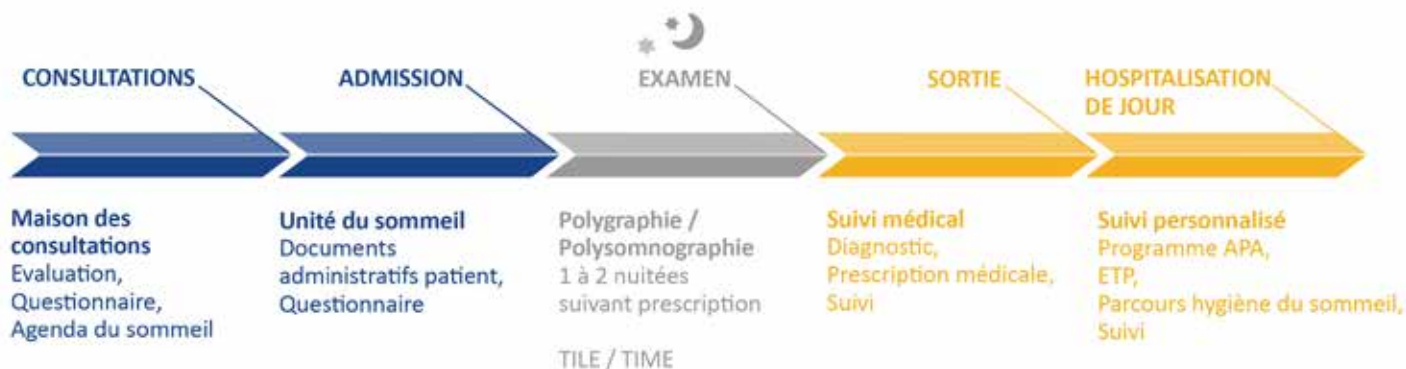 CONSULTATIONS
ADMISSION
EXAMEN
SORTIE
HOSPITALISATION
DE JOUR
Maison des
consultations
Evaluation,
Questionnaire,
Agenda du sommeil
Unité du sommeil
Documents
administratifs patient,
Questionnaire
Polygraphie /
Polysomnographie
1 à 2 nuitées
suivant prescription
TILE / TIME
Suivi médical
Diagnostic,
Prescription médicale,
Suivi
Suivi personnalisé
Programme APA,
ETP,
Parcours hygiène du sommeil,
Suivi